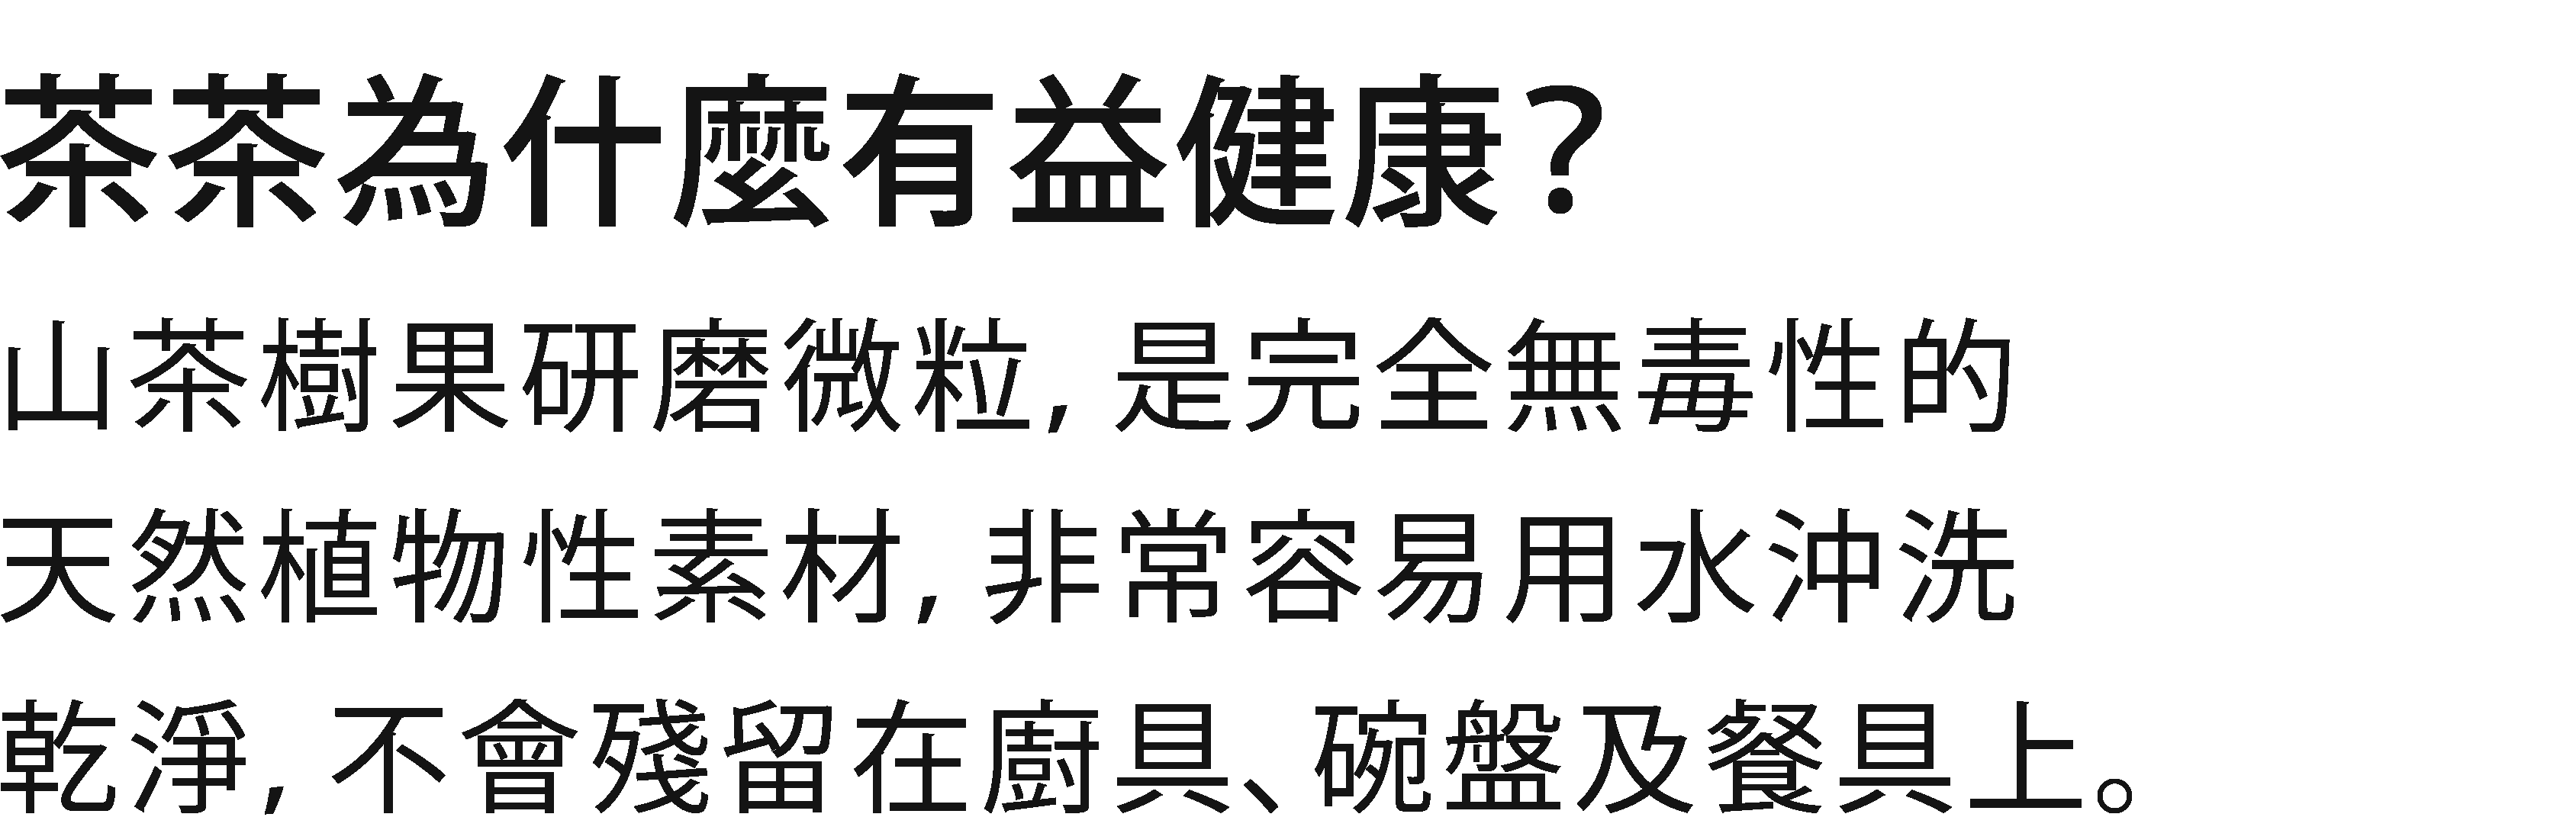 茶茶為什麼有益健康?
山茶樹果研磨微粒, 是完全無毒性的
天然植物性素材, 非常容易用水沖洗
乾淨, 不會殘留在廚具、碗盤及餐具上。